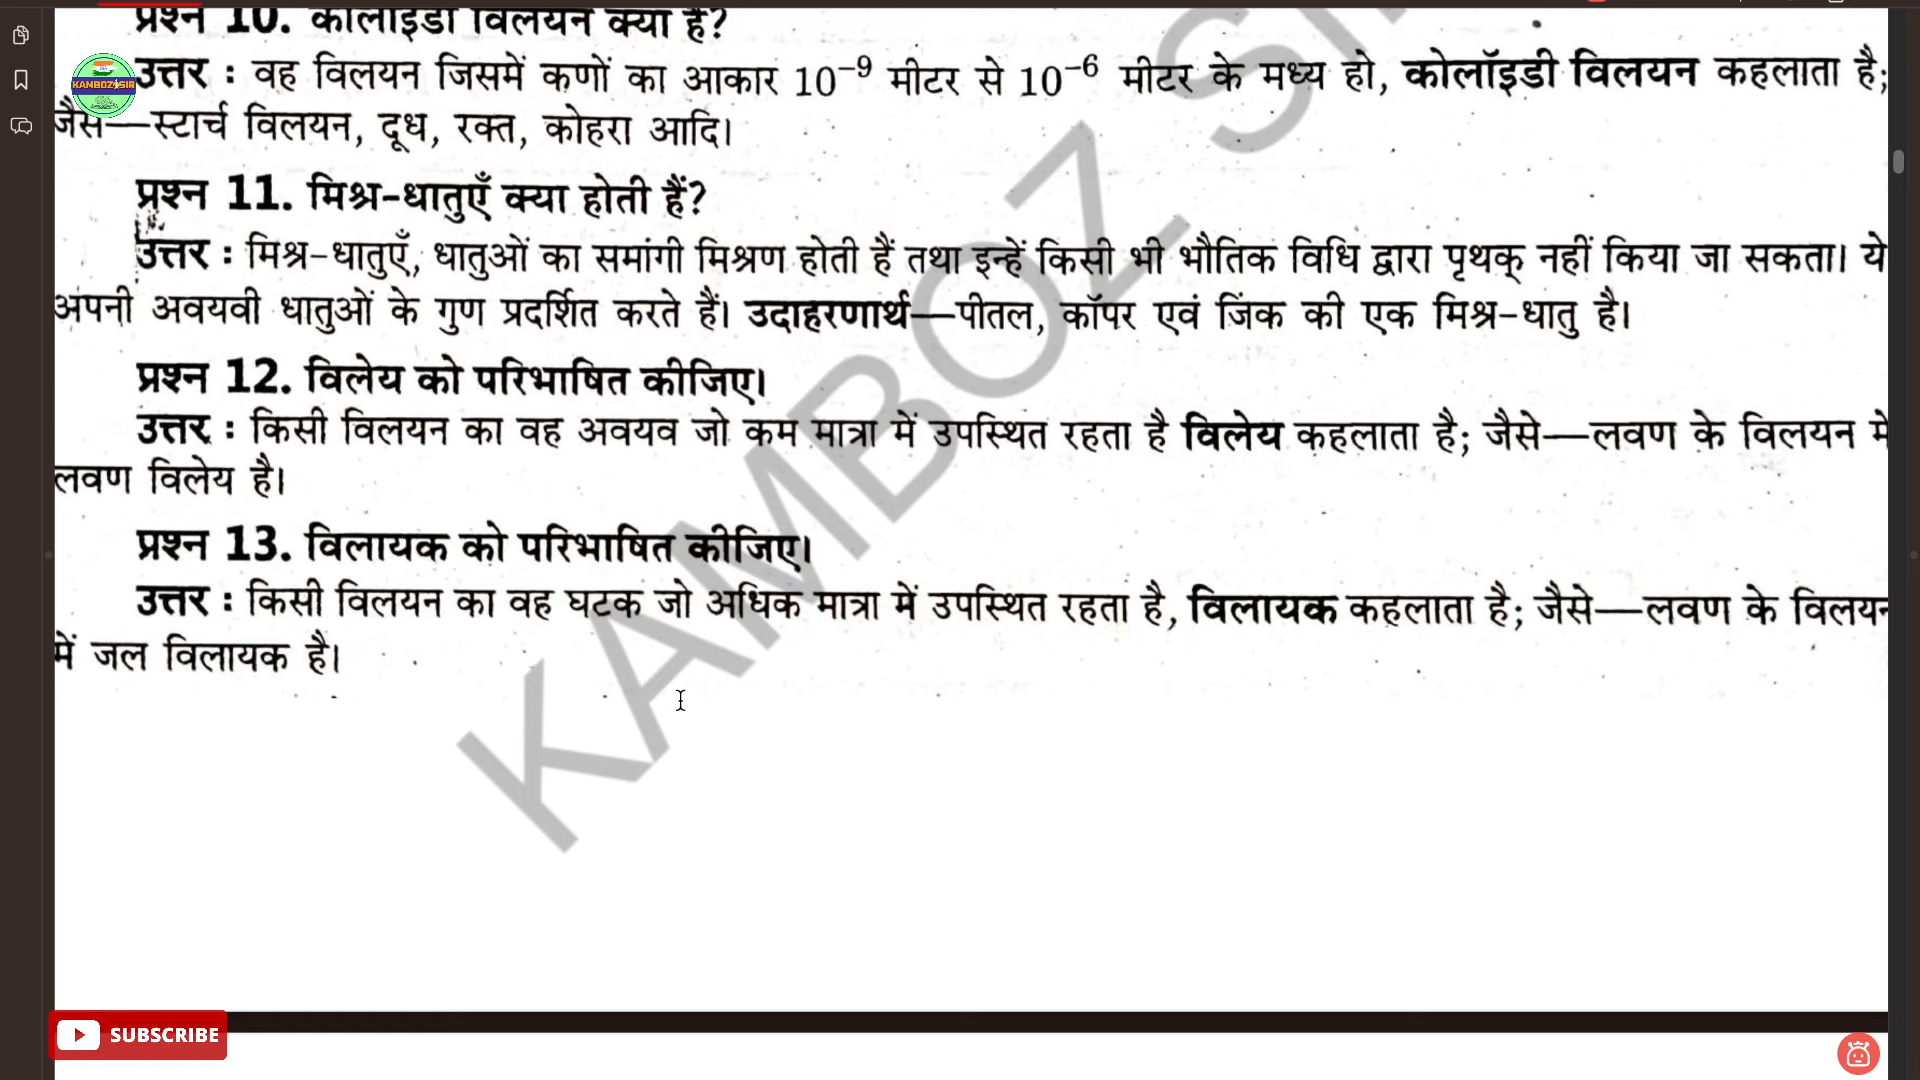 प्रश्न 10. कोलाइडी विलयन क्या है?
उत्तर : वह विलयन जिसमें कणों का आकार 10⁻⁹ मीटर से 10⁻⁶ मीटर के मध्य हो, कोलॉइडी विलयन कहलाता है;
जैसे—स्टार्च विलयन, दूध, रक्त, कोहरा आदि।
प्रश्न 11. मिश्र-धातुएँ क्या होती हैं?
उत्तर : मिश्र-धातुएँ, धातुओं का समांगी मिश्रण होती हैं तथा इन्हें किसी भी भौतिक विधि द्वारा पृथक् नहीं किया जा सकता। ये
अपनी अवयवी धातुओं के गुण प्रदर्शित करते हैं। उदाहरणार्थ—पीतल, कॉपर एवं जिंक की एक मिश्र-धातु है।
प्रश्न 12. विलेय को परिभाषित कीजिए।
उत्तर : किसी विलयन का वह अवयव जो कम मात्रा में उपस्थित रहता है विलेय कहलाता है; जैसे—लवण के विलयन में
लवण विलेय है।
प्रश्न 13. विलायक को परिभाषित कीजिए।
उत्तर : किसी विलयन का वह घटक जो अधिक मात्रा में उपस्थित रहता है, विलायक कहलाता है; जैसे—लवण के विलयन
में जल विलायक है।
KAMBOZ SI
KANBOZ SIR
SUBSCRIBE